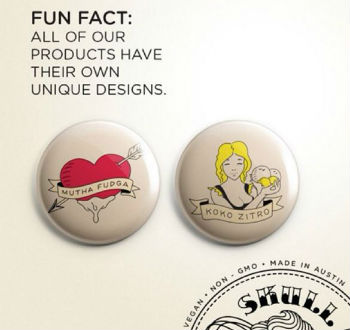 FUN FACT:
ALL OF OUR
PRODUCTS HAVE
THEIR OWN
UNIQUE DESIGNS.
MUTHA FUDGA
KOKO ZITRO
VEGAN • NON - GMO • MADE IN AUSTIN
SKULL